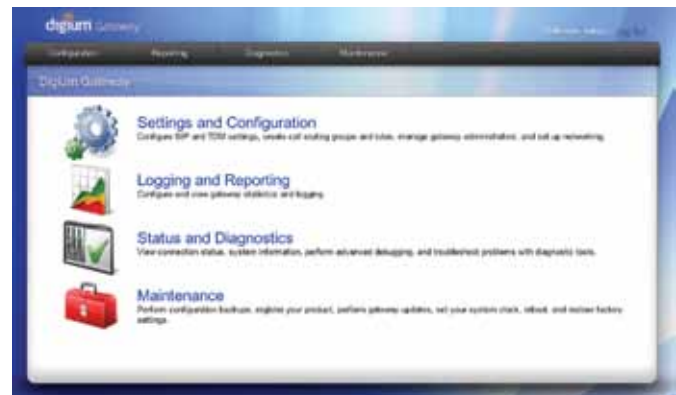 digium Gateway
Configuration Reporting Diagnostics Maintenance
Digium Gateway
Settings and Configuration
Configure SIP and TDM settings, create call routing groups and rules, manage gateway administrators, and set up networking.
Logging and Reporting
Configure and view gateway statistics and logging.
Status and Diagnostics
View connection status, system information, perform advanced debugging, and troubleshoot problems with diagnostic tools.
Maintenance
Perform configuration backups, register your product, perform gateway updates, set your system clock, reboot, and restore factory
settings.